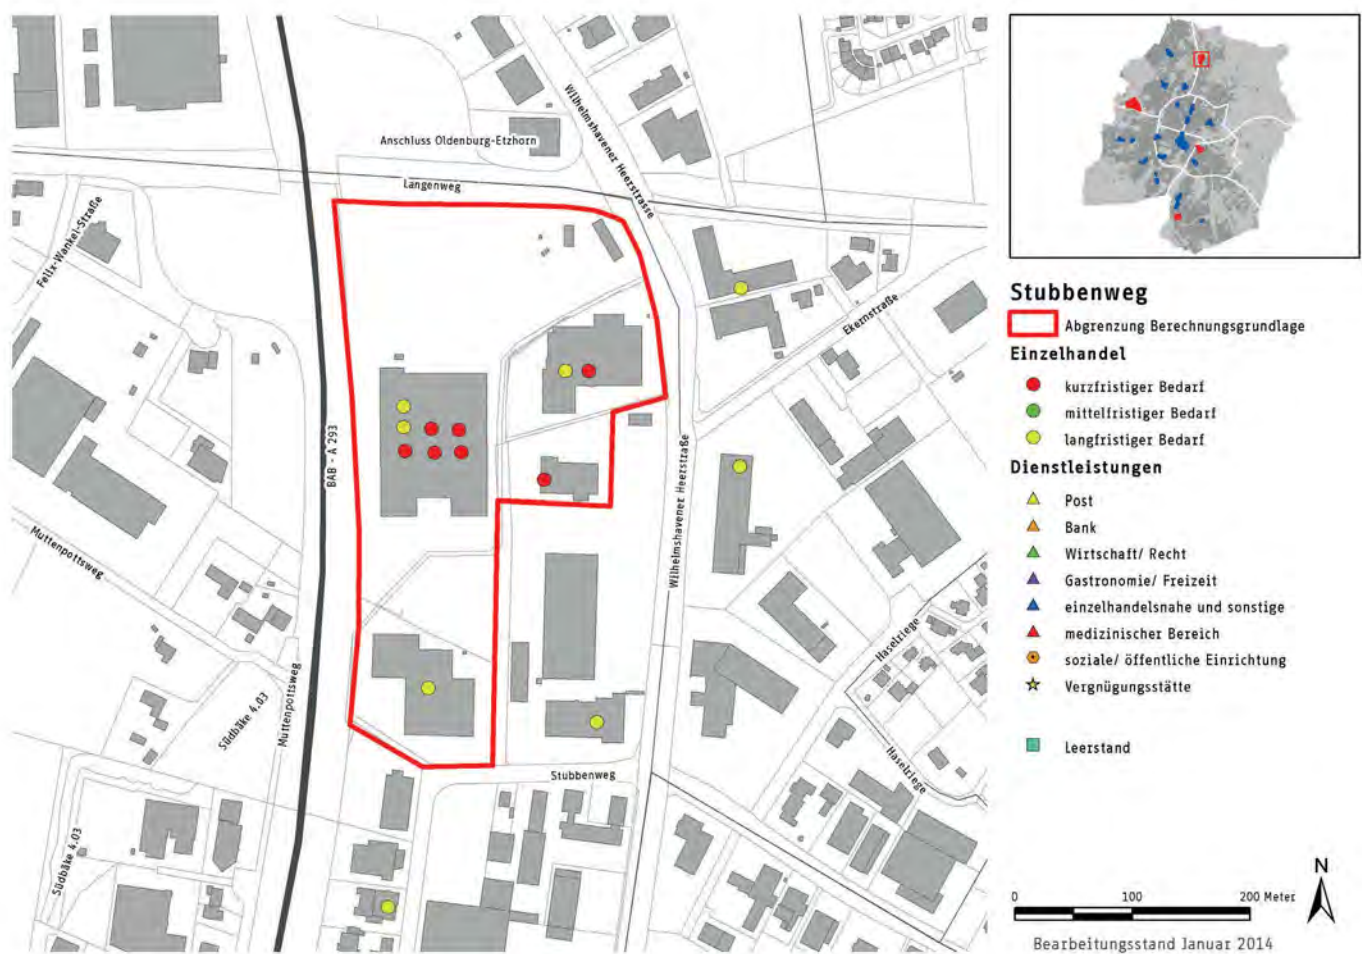 Anschluss Oldenburg-Etzhorn
Wilhelmshavener Heerstrasse
Langenweg
Felix-Wankel-Straße
Ekernstraße
BAB - A 293
Wilhelmshavener Heerstraße
Muttenpottsweg
Haselriege
Südbäke 4.03
Muttenpottsweg
Haselriege
Stubbenweg
Südbäke 4.03
Stubbenweg
Abgrenzung Berechnungsgrundlage
Einzelhandel
kurzfristiger Bedarf
mittelfristiger Bedarf
langfristiger Bedarf
Dienstleistungen
Post
Bank
Wirtschaft/ Recht
Gastronomie/ Freizeit
einzelhandelsnahe und sonstige
medizinischer Bereich
soziale/ öffentliche Einrichtung
Vergnügungsstätte
Leerstand
N
0 100 200 Meter
Bearbeitungsstand Januar 2014